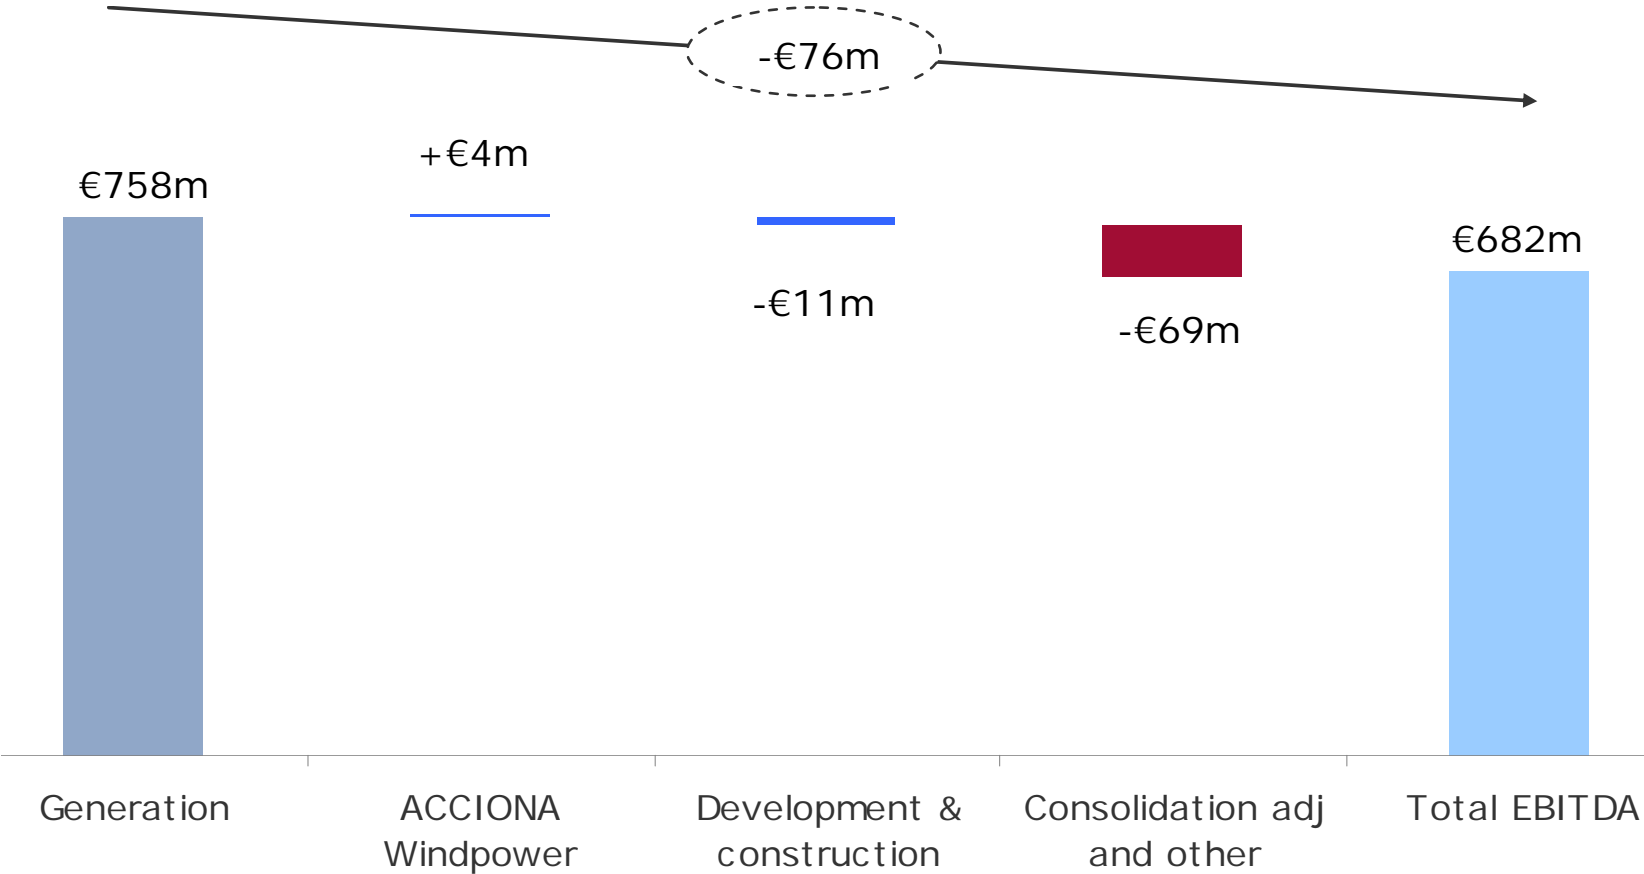 -€76m
+€4m
€758m
€682m
-€11m
-€69m
Generation
ACCIONA
Windpower
Development &
construction
Consolidation adj
and other
Total EBITDA